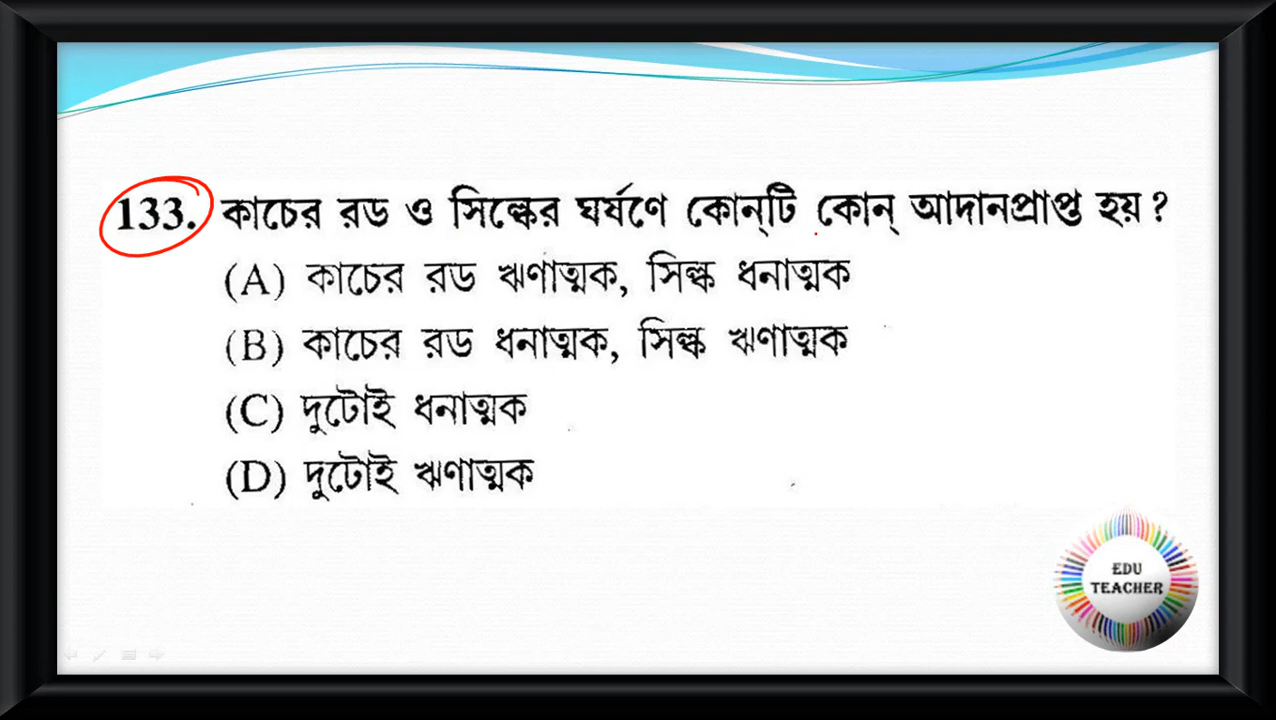 133. কাচের রড ও সিল্কের ঘর্ষণে কোন্‌টি কোন্ আদানপ্রাপ্ত হয় ?
(A) কাচের রড ঋণাত্মক, সিল্ক ধনাত্মক
(B) কাচের রড ধনাত্মক, সিল্ক ঋণাত্মক
(C) দুটোই ধনাত্মক
(D) দুটোই ঋণাত্মক
EDU
TEACHER